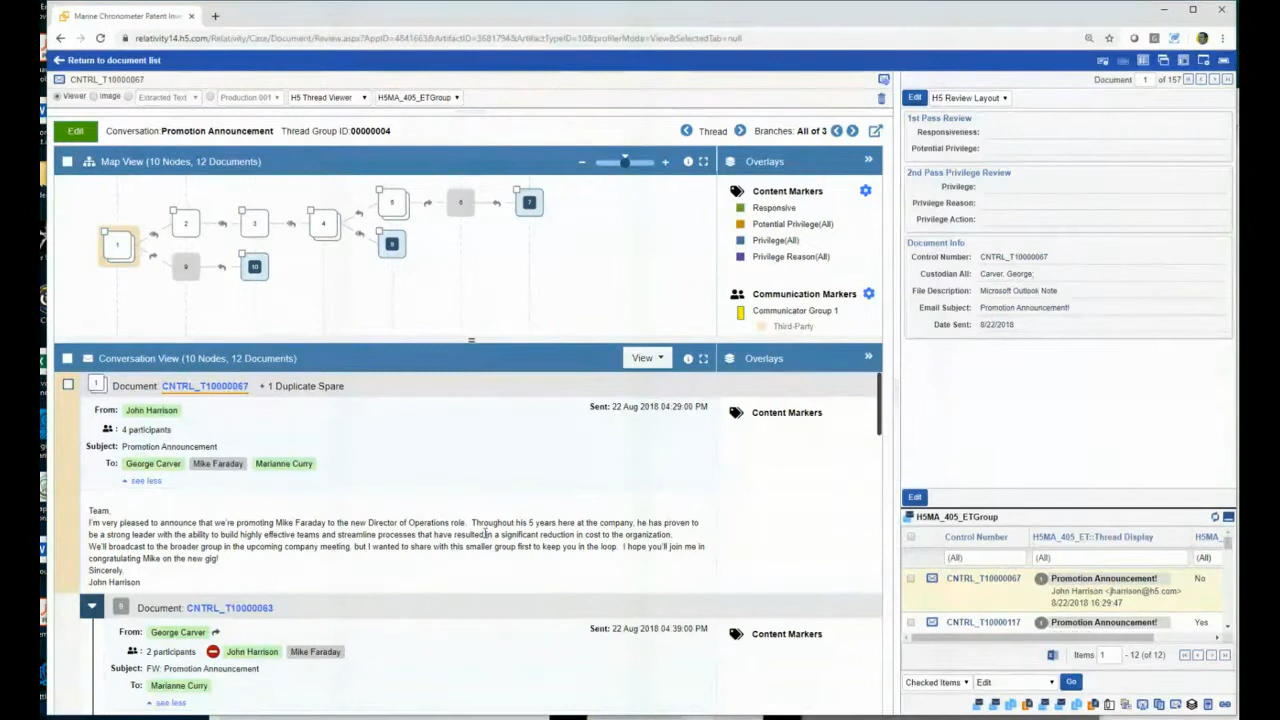 Marine Chronometer Patent Inve
relativity14.h5.com/Relativity/Case/Document/Review.aspx?AppID=4841663&ArtifactID=3681794&ArtifactTypeID=10&profilerMode=View&SelectedTab=null
Return to document list
CNTRL_T10000067
Document 1 of 157
Viewer Image Extracted Text Production 001 H5 Thread Viewer H5MA_405_ETGroup
Edit H5 Review Layout
Edit Conversation: Promotion Announcement Thread Group ID: 00000004 Thread Branches: All of 3
1st Pass Review
Responsiveness:
Potential Privilege:
Map View (10 Nodes, 12 Documents) Overlays
2nd Pass Privilege Review
Privilege:
Privilege Reason:
Privilege Action:
1 2 3 4 5 6 7 8 9 10
Content Markers
Responsive
Potential Privilege(All)
Privilege(All)
Privilege Reason(All)
Communication Markers
Communicator Group 1
Third-Party
Document Info
Control Number: CNTRL_T10000067
Custodian All: Carver, George;
File Description: Microsoft Outlook Note
Email Subject: Promotion Announcement!
Date Sent: 8/22/2018
Conversation View (10 Nodes, 12 Documents) View Overlays
1 Document CNTRL_T10000067 + 1 Duplicate Spare
From: John Harrison Sent: 22 Aug 2018 04:29:00 PM Content Markers
4 participants
Subject: Promotion Announcement
To: George Carver Mike Faraday Marianne Curry
see less
Team,
I'm very pleased to announce that we're promoting Mike Faraday to the new Director of Operations role. Throughout his 5 years here at the company, he has proven to
be a strong leader with the ability to build highly effective teams and streamline processes that have resulted in a significant reduction in cost to the organization.
We'll broadcast to the broader group in the upcoming company meeting, but I wanted to share with this smaller group first to keep you in the loop. I hope you'll join me in
congratulating Mike on the new gig!
Sincerely,
John Harrison
9 Document: CNTRL_T10000063
From: George Carver Sent: 22 Aug 2018 04:39:00 PM Content Markers
2 participants John Harrison Mike Faraday
Subject: FW: Promotion Announcement
To: Marianne Curry
see less
Edit
H5MA_405_ETGroup
Control Number H5MA_405_ET::Thread Display H5MA_
(All) (All) (All)
CNTRL_T10000067 1 Promotion Announcement! No
John Harrison <jharrison@h5.com>
8/22/2018 16:29:47
CNTRL_T10000117 1 Promotion Announcement! Yes
Items 1 - 12 (of 12)
Checked Items Edit Go